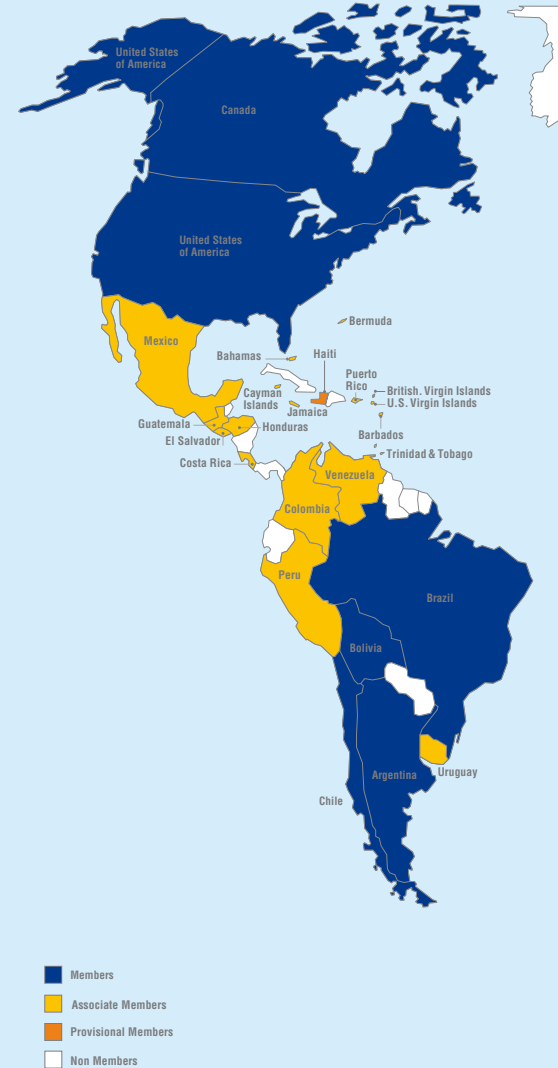 United States
of America
Canada
United States
of America
Mexico
Bermuda
Bahamas
Haiti
Puerto
Rico
Cayman
Islands
British. Virgin Islands
U.S. Virgin Islands
Jamaica
Guatemala
Honduras
El Salvador
Barbados
Costa Rica
Trinidad & Tobago
Venezuela
Colombia
Peru
Brazil
Bolivia
Uruguay
Argentina
Chile
Members
Associate Members
Provisional Members
Non Members